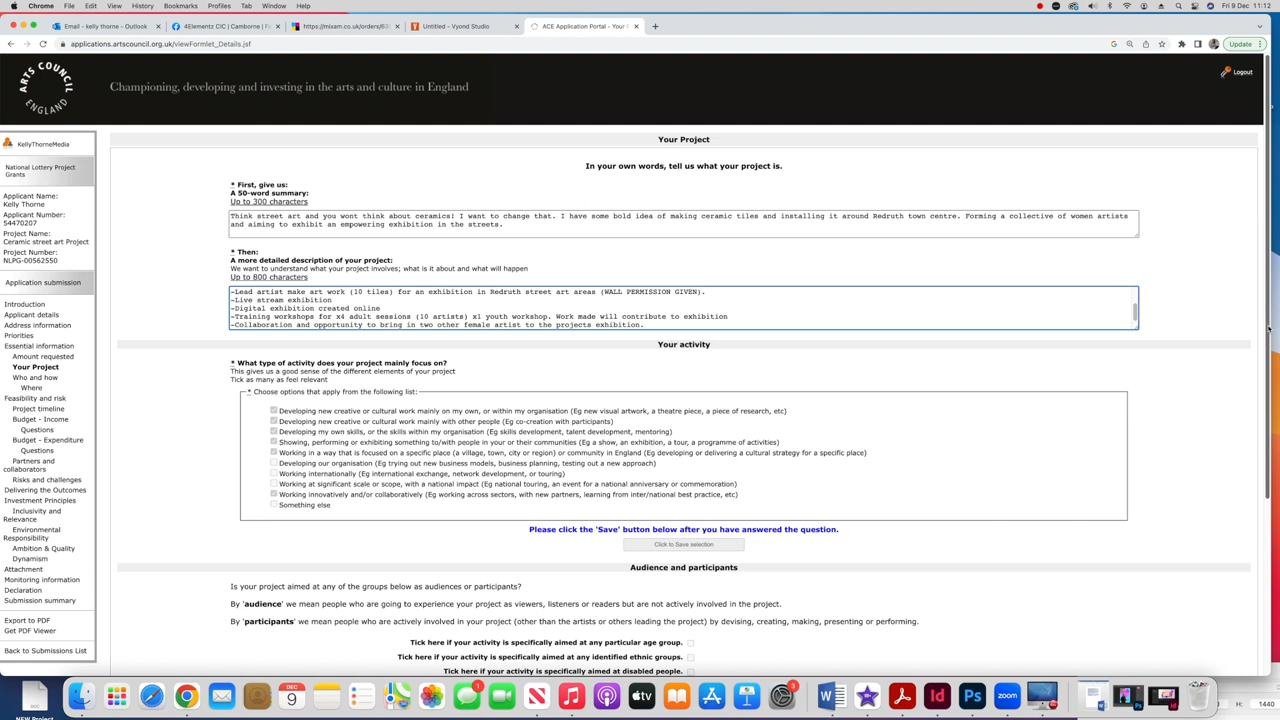 Chrome File Edit View History Bookmarks Profiles Tab Window Help Fri 9 Dec 11:12
Email - kelly thorne - Outlook 4Elementz CIC | Camborne | Fa https://mixam.co.uk/orders/63 Untitled - Vyond Studio ACE Application Portal - Your
applications.artscouncil.org.uk/viewFormlet_Details.jsf Update
ARTS COUNCIL ENGLAND
Championing, developing and investing in the arts and culture in England
Logout
KellyThorneMedia
National Lottery Project
Grants
Applicant Name:
Kelly Thorne
Applicant Number:
54470207
Project Name:
Ceramic street art Project
Project Number:
NLPG-00562550
Application submission
Introduction
Applicant details
Address information
Priorities
Essential information
Amount requested
Your Project
Who and how
Where
Feasibility and risk
Project timeline
Budget - Income
Questions
Budget - Expenditure
Questions
Partners and
collaborators
Risks and challenges
Delivering the Outcomes
Investment Principles
Inclusivity and
Relevance
Environmental
Responsibility
Ambition & Quality
Dynamism
Attachment
Monitoring information
Declaration
Submission summary
Export to PDF
Get PDF Viewer
Back to Submissions List
Your Project
In your own words, tell us what your project is.
* First, give us:
A 50-word summary:
Up to 300 characters
Think street art and you wont think about ceramics! I want to change that. I have some bold idea of making ceramic tiles and installing it around Redruth town centre. Forming a collective of women artists
and aiming to exhibit an empowering exhibition in the streets.
* Then:
A more detailed description of your project:
We want to understand what your project involves; what is it about and what will happen
Up to 800 characters
-Lead artist make art work (10 tiles) for an exhibition in Redruth street art areas (WALL PERMISSION GIVEN).
-Live stream exhibition
-Digital exhibition created online
-Training workshops for x4 adult sessions (10 artists) x1 youth workshop. Work made will contribute to exhibition
-Collaboration and opportunity to bring in two other female artist to the projects exhibition.
Your activity
* What type of activity does your project mainly focus on?
This gives us a good sense of the different elements of your project
Tick as many as feel relevant
* Choose options that apply from the following list:
Developing new creative or cultural work mainly on my own, or within my organisation (Eg new visual artwork, a theatre piece, a piece of research, etc)
Developing new creative or cultural work mainly with other people (Eg co-creation with participants)
Developing my own skills, or the skills within my organisation (Eg skills development, talent development, mentoring)
Showing, performing or exhibiting something to/with people in your or their communities (Eg a show, an exhibition, a tour, a programme of activities)
Working in a way that is focused on a specific place (a village, town, city or region) or community in England (Eg developing or delivering a cultural strategy for a specific place)
Developing our organisation (Eg trying out new business models, business planning, testing out a new approach)
Working internationally (Eg international exchange, network development, or touring)
Working at significant scale or scope, with a national impact (Eg national touring, an event for a national anniversary or commemoration)
Working innovatively and/or collaboratively (Eg working across sectors, with new partners, learning from inter/national best practice, etc)
Something else
Please click the 'Save' button below after you have answered the question.
Click to Save selection
Audience and participants
Is your project aimed at any of the groups below as audiences or participants?
By 'audience' we mean people who are going to experience your project as viewers, listeners or readers but are not actively involved in the project.
By 'participants' we mean people who are actively involved in your project (other than the artists or others leading the project) by devising, creating, making, presenting or performing.
Tick here if your activity is specifically aimed at any particular age group.
Tick here if your activity is specifically aimed at any identified ethnic groups.
Tick here if your activity is specifically aimed at disabled people.
DEC
9
1
3
tv
zoom
Id
Ps
NEW Project
H: 1440